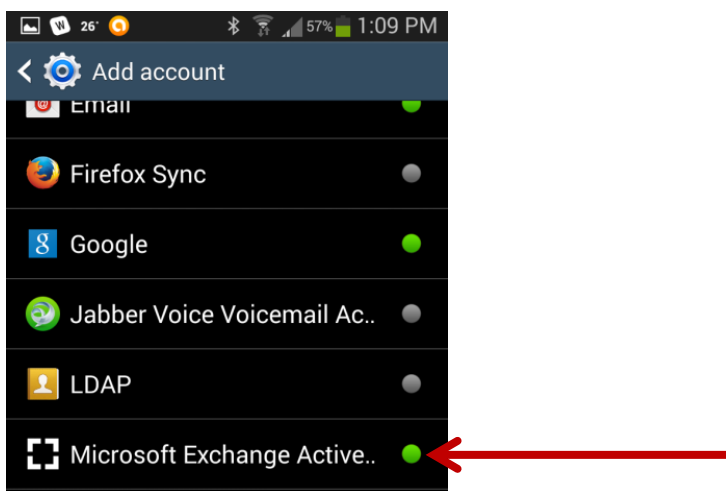 W 26° 57% 1:09 PM
Add account
Email
Firefox Sync
8 Google
Jabber Voice Voicemail Ac..
LDAP
Microsoft Exchange Active..